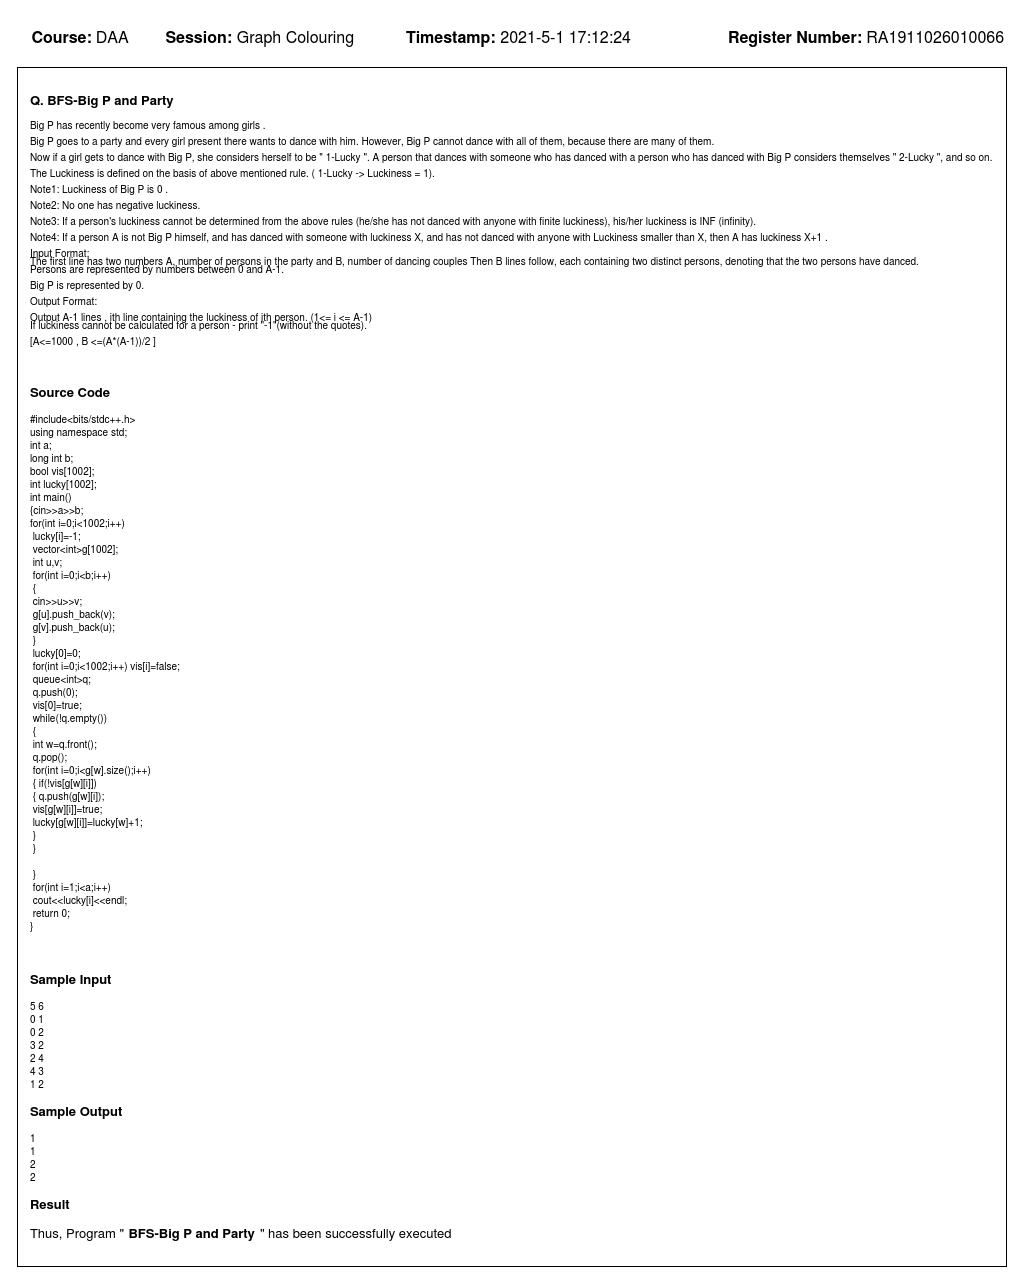 Course: DAA Session: Graph Colouring Timestamp: 2021-5-1 17:12:24 Register Number: RA1911026010066
Q. BFS-Big P and Party
Big P has recently become very famous among girls .
Big P goes to a party and every girl present there wants to dance with him. However, Big P cannot dance with all of them, because there are many of them.
Now if a girl gets to dance with Big P, she considers herself to be " 1-Lucky ". A person that dances with someone who has danced with a person who has danced with Big P considers themselves " 2-Lucky ", and so on.
The Luckiness is defined on the basis of above mentioned rule. ( 1-Lucky -> Luckiness = 1).
Note1: Luckiness of Big P is 0 .
Note2: No one has negative luckiness.
Note3: If a person's luckiness cannot be determined from the above rules (he/she has not danced with anyone with finite luckiness), his/her luckiness is INF (infinity).
Note4: If a person A is not Big P himself, and has danced with someone with luckiness X, and has not danced with anyone with Luckiness smaller than X, then A has luckiness X+1 .
Input Format:
The first line has two numbers A, number of persons in the party and B, number of dancing couples Then B lines follow, each containing two distinct persons, denoting that the two persons have danced.
Persons are represented by numbers between 0 and A-1.
Big P is represented by 0.
Output Format:
Output A-1 lines , ith line containing the luckiness of ith person. (1<= i <= A-1)
If luckiness cannot be calculated for a person - print "-1"(without the quotes).
[A<=1000 , B <=(A*(A-1))/2 ]
Source Code
#include<bits/stdc++.h>
using namespace std;
int a;
long int b;
bool vis[1002];
int lucky[1002];
int main()
{cin>>a>>b;
for(int i=0;i<1002;i++)
lucky[i]=-1;
vector<int>g[1002];
int u,v;
for(int i=0;i<b;i++)
{
cin>>u>>v;
g[u].push_back(v);
g[v].push_back(u);
}
lucky[0]=0;
for(int i=0;i<1002;i++) vis[i]=false;
queue<int>q;
q.push(0);
vis[0]=true;
while(!q.empty())
{
int w=q.front();
q.pop();
for(int i=0;i<g[w].size();i++)
{ if(!vis[g[w][i]])
{ q.push(g[w][i]);
vis[g[w][i]]=true;
lucky[g[w][i]]=lucky[w]+1;
}
}
}
for(int i=1;i<a;i++)
cout<<lucky[i]<<endl;
return 0;
}
Sample Input
5 6
0 1
0 2
3 2
2 4
4 3
1 2
Sample Output
1
1
2
2
Result
Thus, Program " BFS-Big P and Party " has been successfully executed